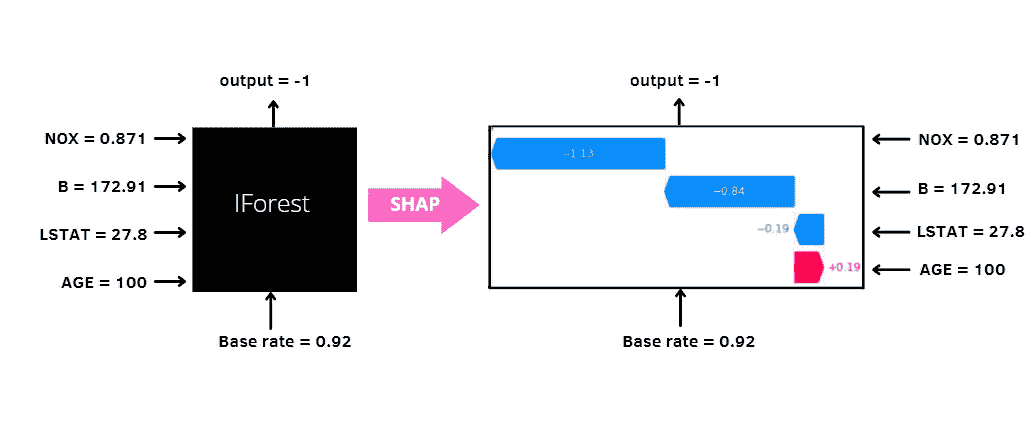 output = -1
output = -1
NOX = 0.871
B = 172.91
LSTAT = 27.8
AGE = 100
IForest
SHAP
−1.13
−0.84
−0.19
+0.19
NOX = 0.871
B = 172.91
LSTAT = 27.8
AGE = 100
Base rate = 0.92
Base rate = 0.92